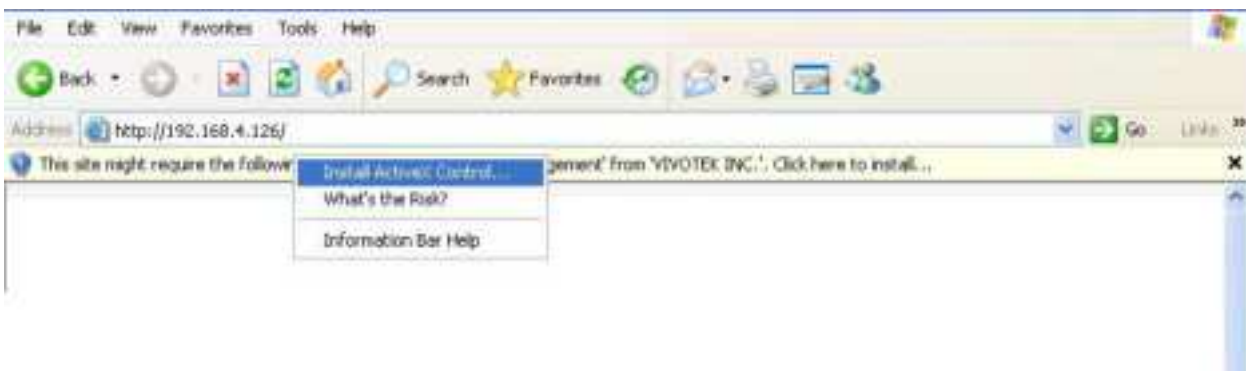 File Edit View Favorites Tools Help
Back Search Favorites
Address http://192.168.4.126/ Go Links »
This site might require the follow gement' from 'VIVOTEK INC.'. Click here to install...
Install ActiveX Control...
What's the Risk?
Information Bar Help